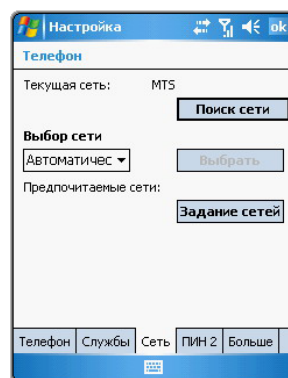 Настройка ok
Телефон
Текущая сеть: MTS
Поиск сети
Выбор сети
Автоматичес Выбрать
Предпочитаемые сети:
Задание сетей
Телефон Службы Сеть ПИН 2 Больше